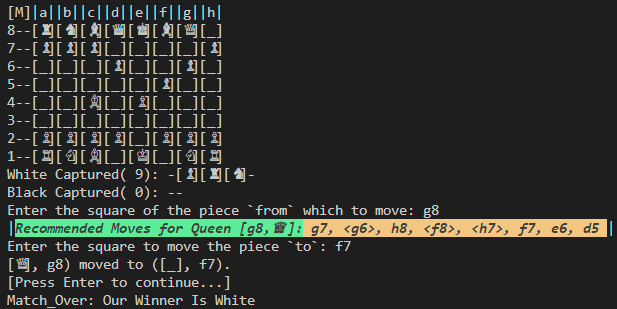 [M]|a||b||c||d||e||f||g||h|
8--[♜][♞][♝][♛][♚][♝][♕][_]
7--[♟][♟][♟][_][_][_][_][♟]
6--[_][_][_][♟][_][_][♟][_]
5--[_][_][_][_][_][♟][_][_]
4--[_][_][♗][_][♙][_][_][_]
3--[_][_][_][_][_][_][_][_]
2--[♙][♙][♙][♙][_][♙][♙][♙]
1--[♖][♘][♗][_][♔][_][♘][♖]
White Captured( 9): -[♟][♜][♞]-
Black Captured( 0): --
Enter the square of the piece `from` which to move: g8
|Recommended Moves for Queen [g8,♕]: g7, <g6>, h8, <f8>, <h7>, f7, e6, d5 |
Enter the square to move the piece `to`: f7
[♕, g8) moved to ([_], f7).
[Press Enter to continue...]
Match_Over: Our Winner Is White